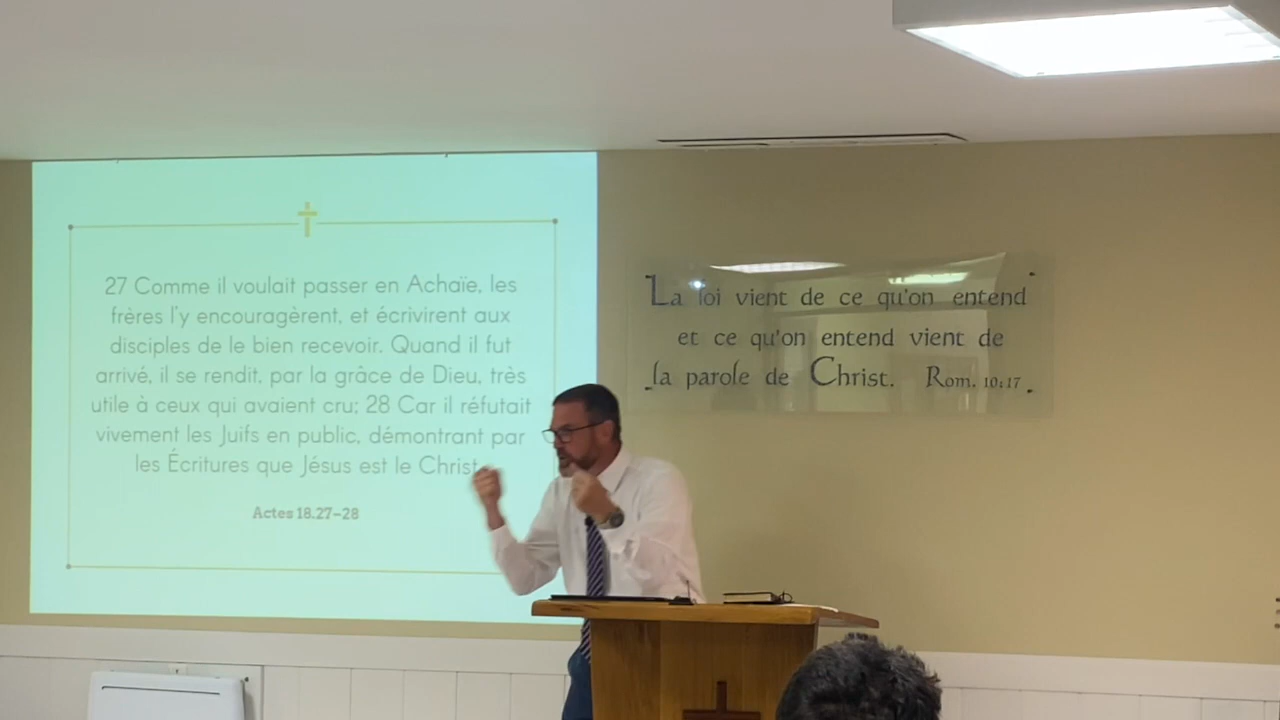 27 Comme il voulait passer en Achaïe, les
frères l'y encouragèrent, et écrivirent aux
disciples de le bien recevoir. Quand il fut
arrivé, il se rendit, par la grâce de Dieu, très
utile à ceux qui avaient cru; 28 Car il réfutait
vivement les Juifs en public, démontrant par
les Écritures que Jésus est le Christ
Actes 18.27–28
La foi vient de ce qu'on entend
et ce qu'on entend vient de
la parole de Christ. Rom. 10:17